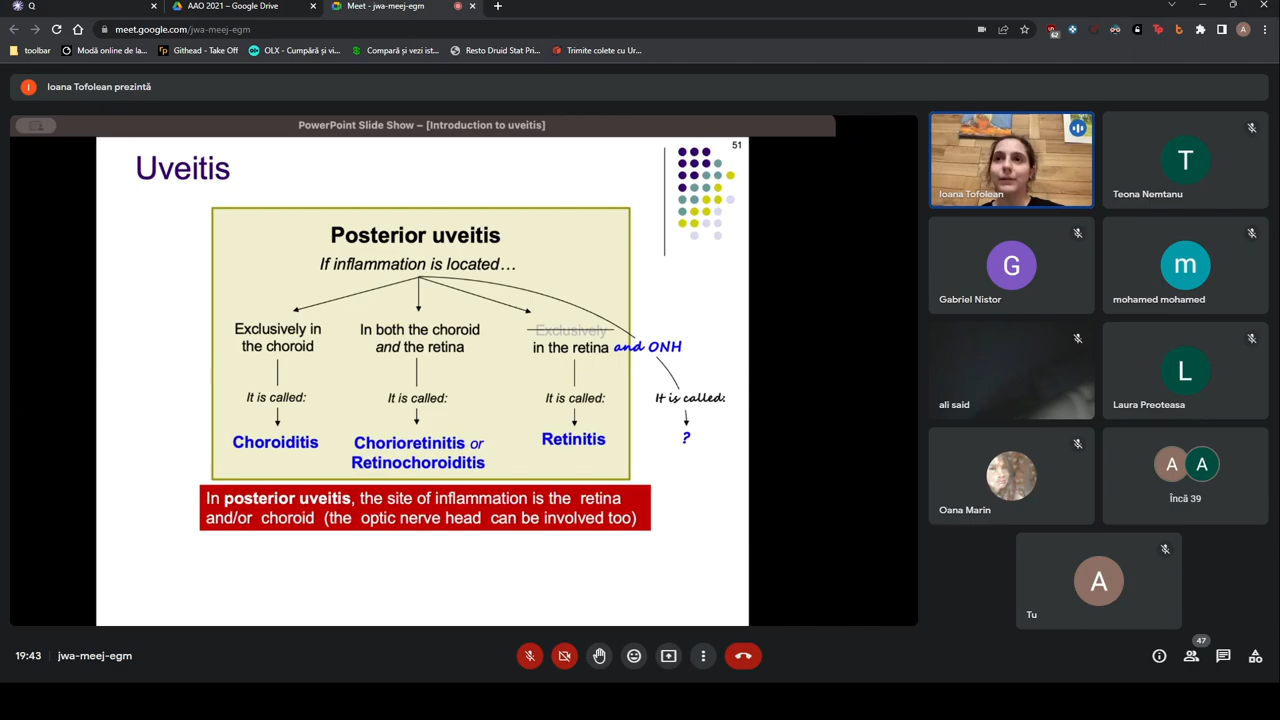 Q
AAO 2021 – Google Drive
Meet - jwa-meej-egm
meet.google.com/jwa-meej-egm
62
A
toolbar
Modă online de la...
Githead - Take Off
OLX - Cumpără și vi...
Compară și vezi ist...
Resto Druid Stat Pri...
Trimite colete cu Ur...
I
Ioana Tofolean prezintă
PowerPoint Slide Show – [Introduction to uveitis]
51
Uveitis
Posterior uveitis
If inflammation is located…
Exclusively in
the choroid
In both the choroid
and the retina
Exclusively
in the retina and ONH
It is called:
It is called:
It is called:
It is called:
Choroiditis
Chorioretinitis or
Retinochoroiditis
Retinitis
?
In posterior uveitis, the site of inflammation is the retina
and/or choroid (the optic nerve head can be involved too)
Ioana Tofolean
T
Teona Nemtanu
G
Gabriel Nistor
m
mohamed mohamed
ali said
L
Laura Preoteasa
Oana Marin
A A
Încă 39
A
Tu
19:43
jwa-meej-egm
47